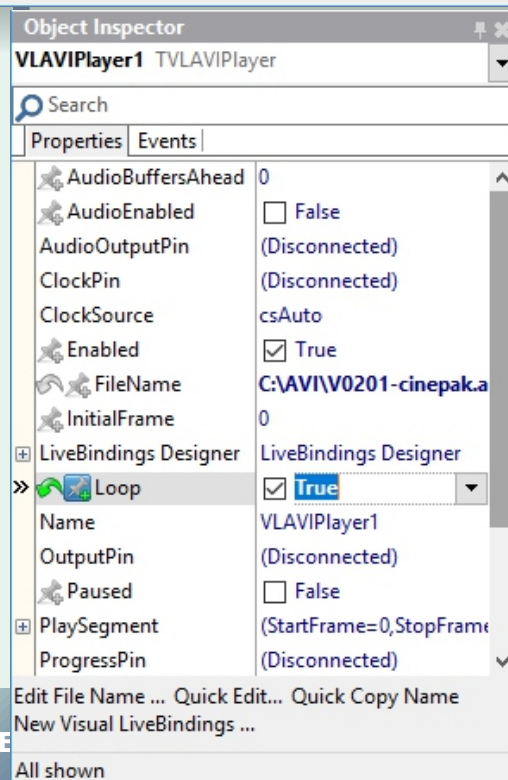 Object Inspector
VLAVIPlayer1 TVLAVIPlayer
Search
Properties Events
AudioBuffersAhead 0
AudioEnabled False
AudioOutputPin (Disconnected)
ClockPin (Disconnected)
ClockSource csAuto
Enabled True
FileName C:\AVI\V0201-cinepak.a
InitialFrame 0
LiveBindings Designer LiveBindings Designer
Loop True
Name VLAVIPlayer1
OutputPin (Disconnected)
Paused False
PlaySegment (StartFrame=0,StopFrame
ProgressPin (Disconnected)
Edit File Name ... Quick Edit... Quick Copy Name
New Visual LiveBindings ...
All shown